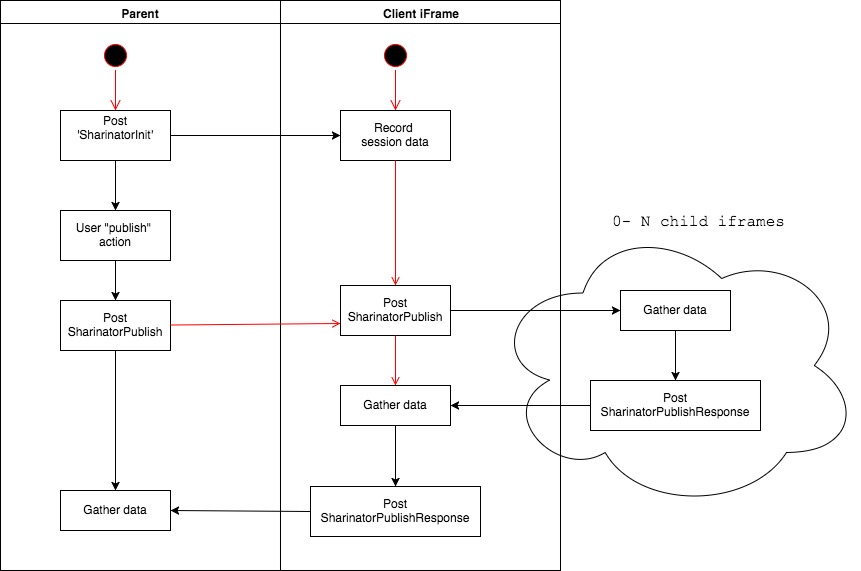 Parent
Client iFrame
Post
'SharinatorInit'
Record
session data
User "publish"
action
0- N child iframes
Post
SharinatorPublish
Post
SharinatorPublish
Gather data
Gather data
Post
SharinatorPublishResponse
Gather data
Post
SharinatorPublishResponse